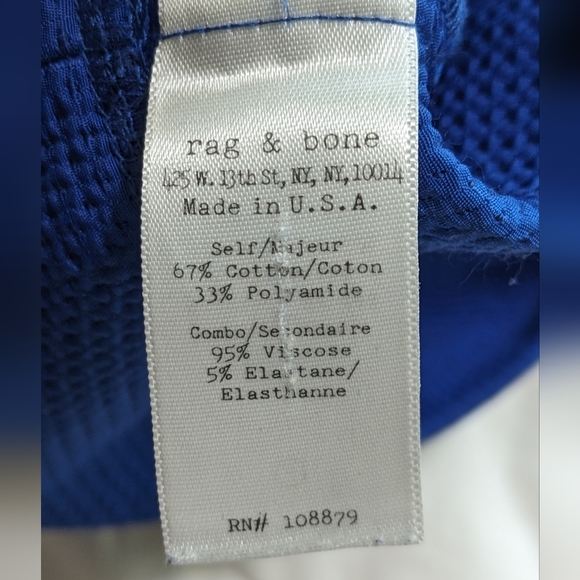 rag & bone
425 W. 13th St, NY, NY, 10014
Made in U.S.A.
Self/Majeur
67% Cotton/Coton
33% Polyamide
Combo/Secondaire
95% Viscose
5% Elastane/
Elasthanne
RN# 108879